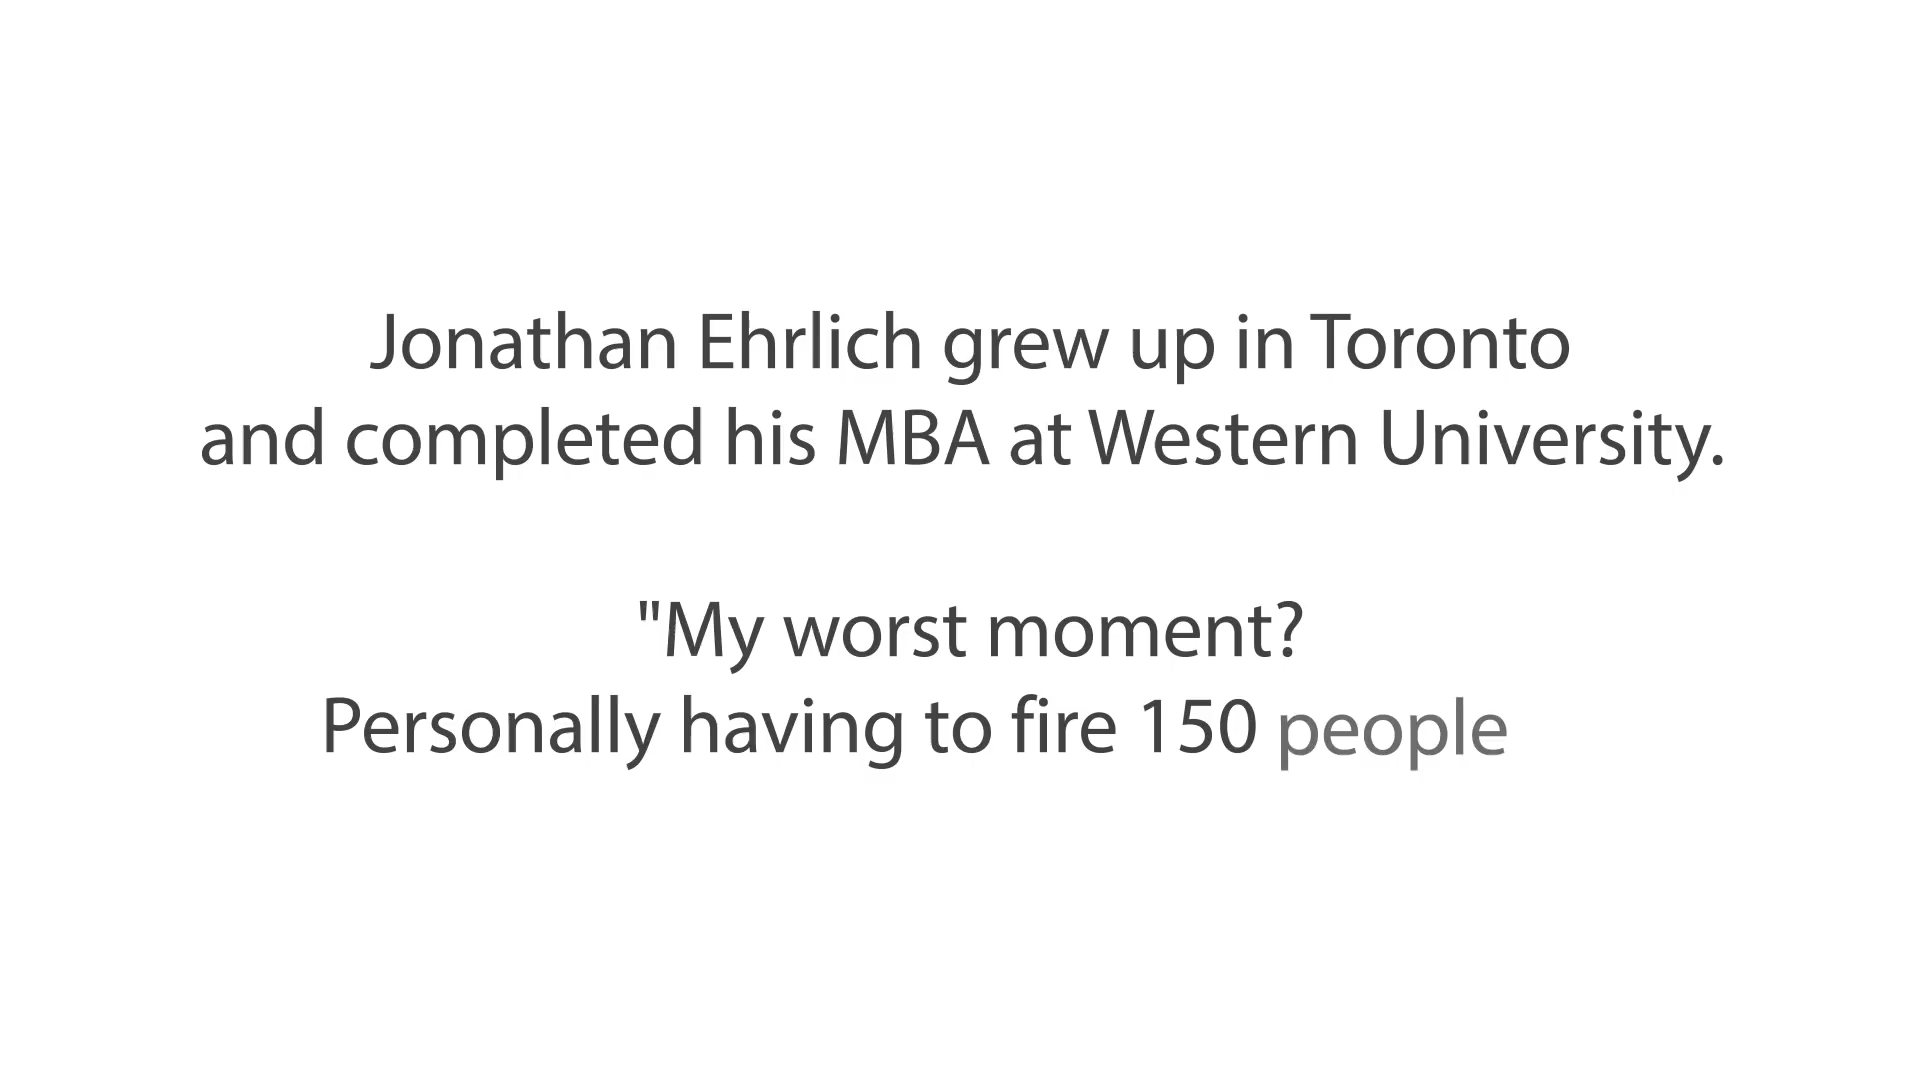 Jonathan Ehrlich grew up in Toronto
and completed his MBA at Western University.
"My worst moment?
Personally having to fire 150 people